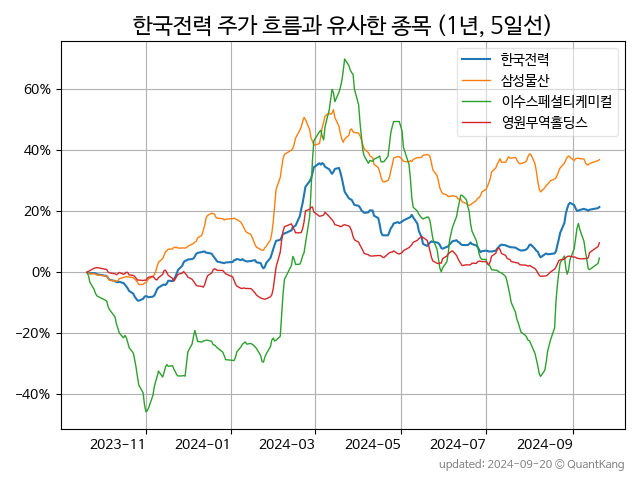 한국전력 주가 흐름과 유사한 종목 (1년, 5일선)
한국전력
삼성물산
이수스페셜티케미컬
영원무역홀딩스
60%
40%
20%
0%
−20%
−40%
2023-11
2024-01
2024-03
2024-05
2024-07
2024-09
updated: 2024-09-20 © QuantKang